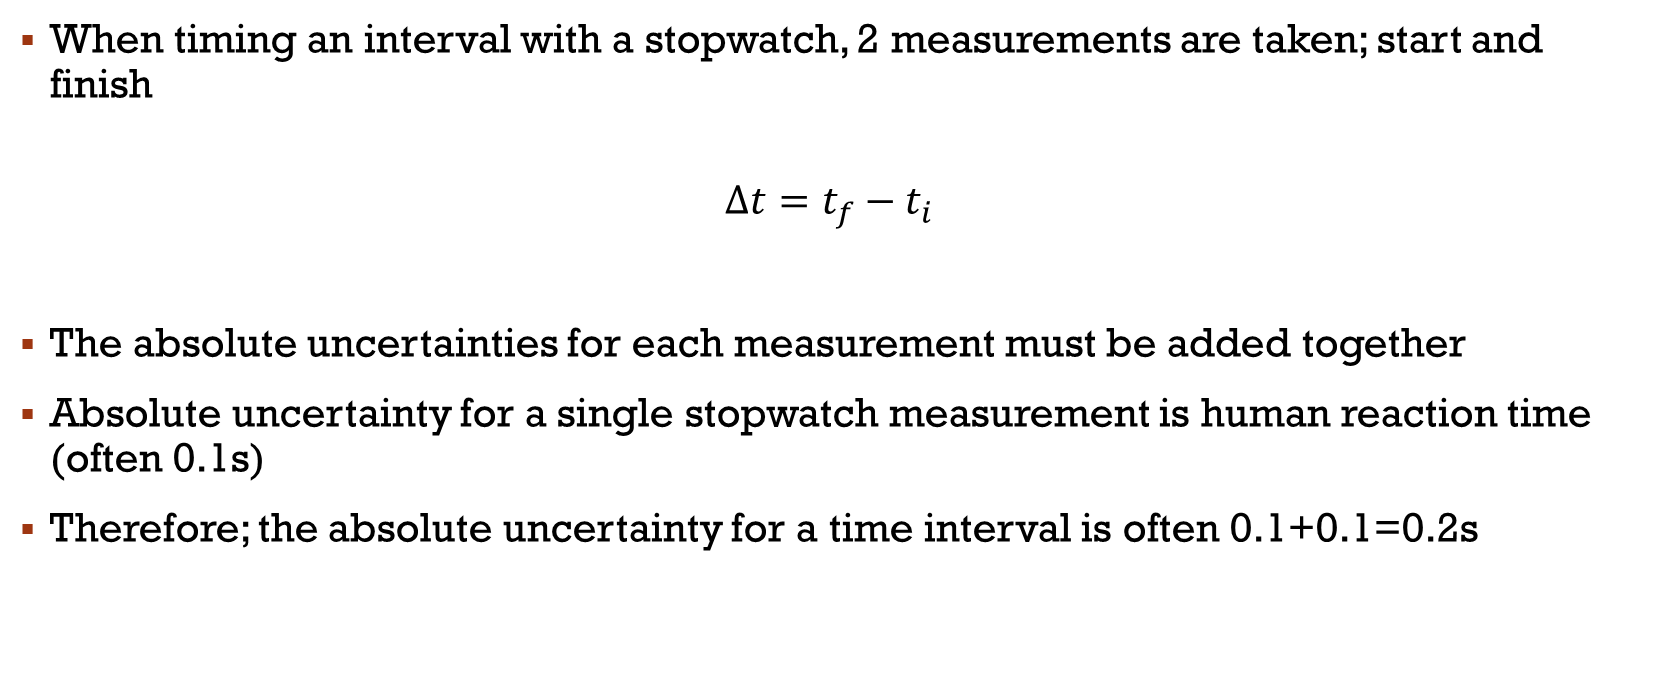 ▪ When timing an interval with a stopwatch, 2 measurements are taken; start and
finish
Δt = t_f − t_i
▪ The absolute uncertainties for each measurement must be added together
▪ Absolute uncertainty for a single stopwatch measurement is human reaction time
(often 0.1s)
▪ Therefore; the absolute uncertainty for a time interval is often 0.1+0.1=0.2s